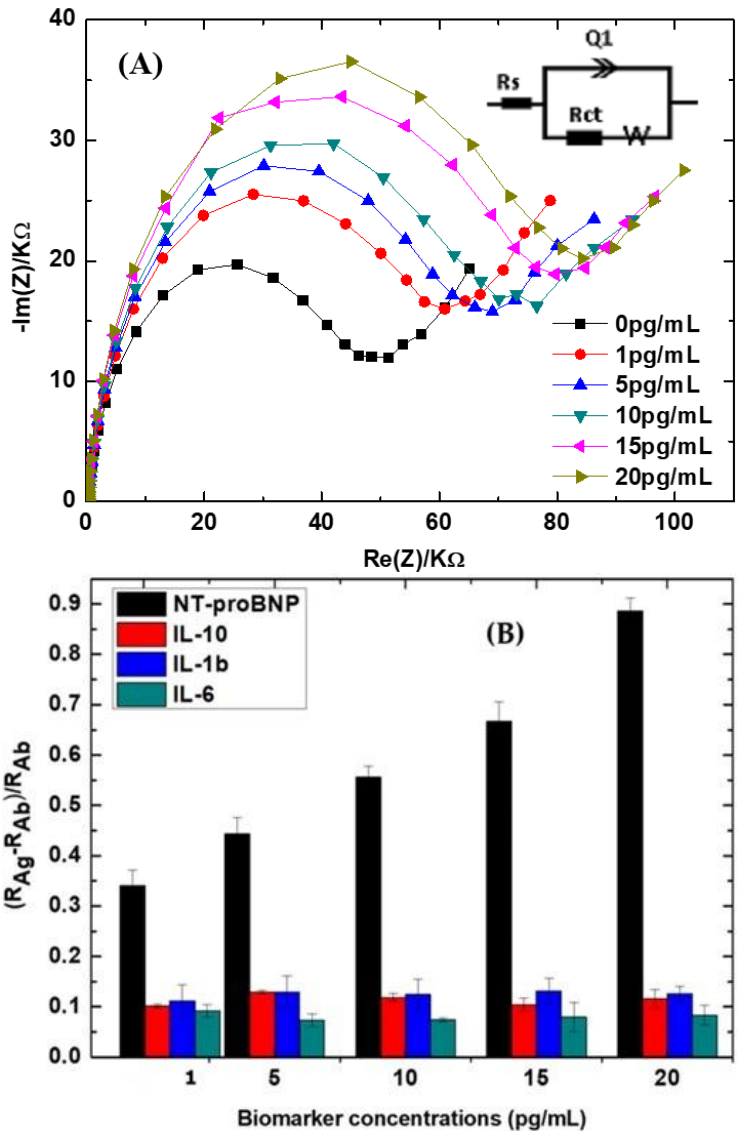 (A)
Q1
Rs
Rct
W
40
30
20
10
0
-Im(Z)/KΩ
0pg/mL
1pg/mL
5pg/mL
10pg/mL
15pg/mL
20pg/mL
0 20 40 60 80 100
Re(Z)/KΩ
(B)
NT-proBNP
IL-10
IL-1b
IL-6
0.9
0.8
0.7
0.6
0.5
0.4
0.3
0.2
0.1
0.0
(RAg-RAb)/RAb
1 5 10 15 20
Biomarker concentrations (pg/mL)